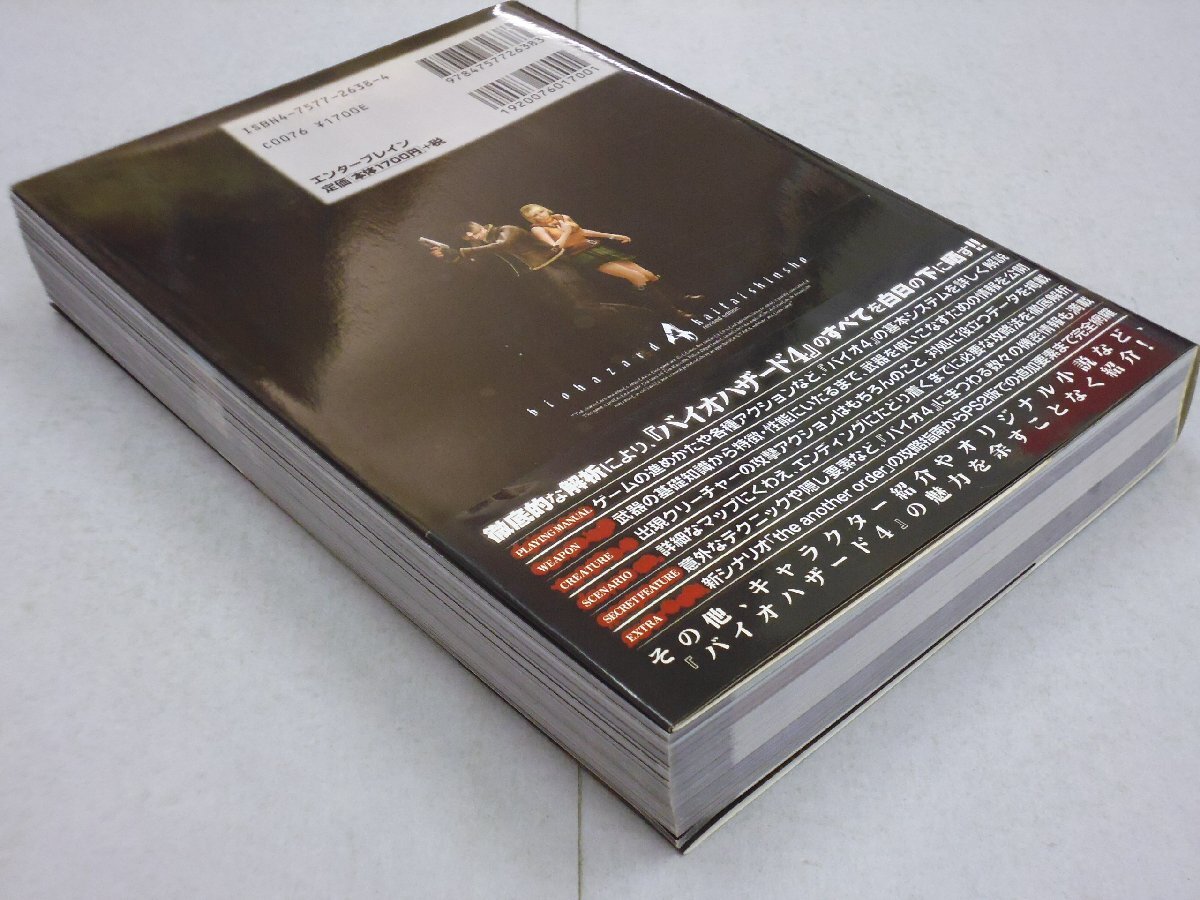 9784757726383
1920076017001
ISBN4-7577-2638-4
C0076 ¥1700E
エンターブレイン
定価 本体1700円+税
biohazard 4 kaitaishinsho
revised edition
徹底的な解析により『バイオハザード4』のすべてを白日の下に晒す!!
PLAYING MANUAL ゲームの進めかたや各種アクションなど、『バイオ4』の基本システムを詳しく解説
WEAPON 武器の基礎知識から特徴・性能にいたるまで、武器を使いこなすための情報を公開
CREATURE 出現クリーチャーの攻撃アクションはもちろんのこと、対処に役立つデータを掲載
SCENARIO 詳細なマップにくわえ、エンディングにたどり着くまでに必要な攻略法を徹底解析
SECRET FEATURE 意外なテクニックや隠し要素など、『バイオ4』にまつわる数々の機密情報も満載
EXTRA 新シナリオ「the another order」の攻略指南からPS2版での追加要素まで完全網羅
その他、キャラクター紹介やオリジナル小説など、
『バイオハザード4』の魅力を余すことなく紹介!